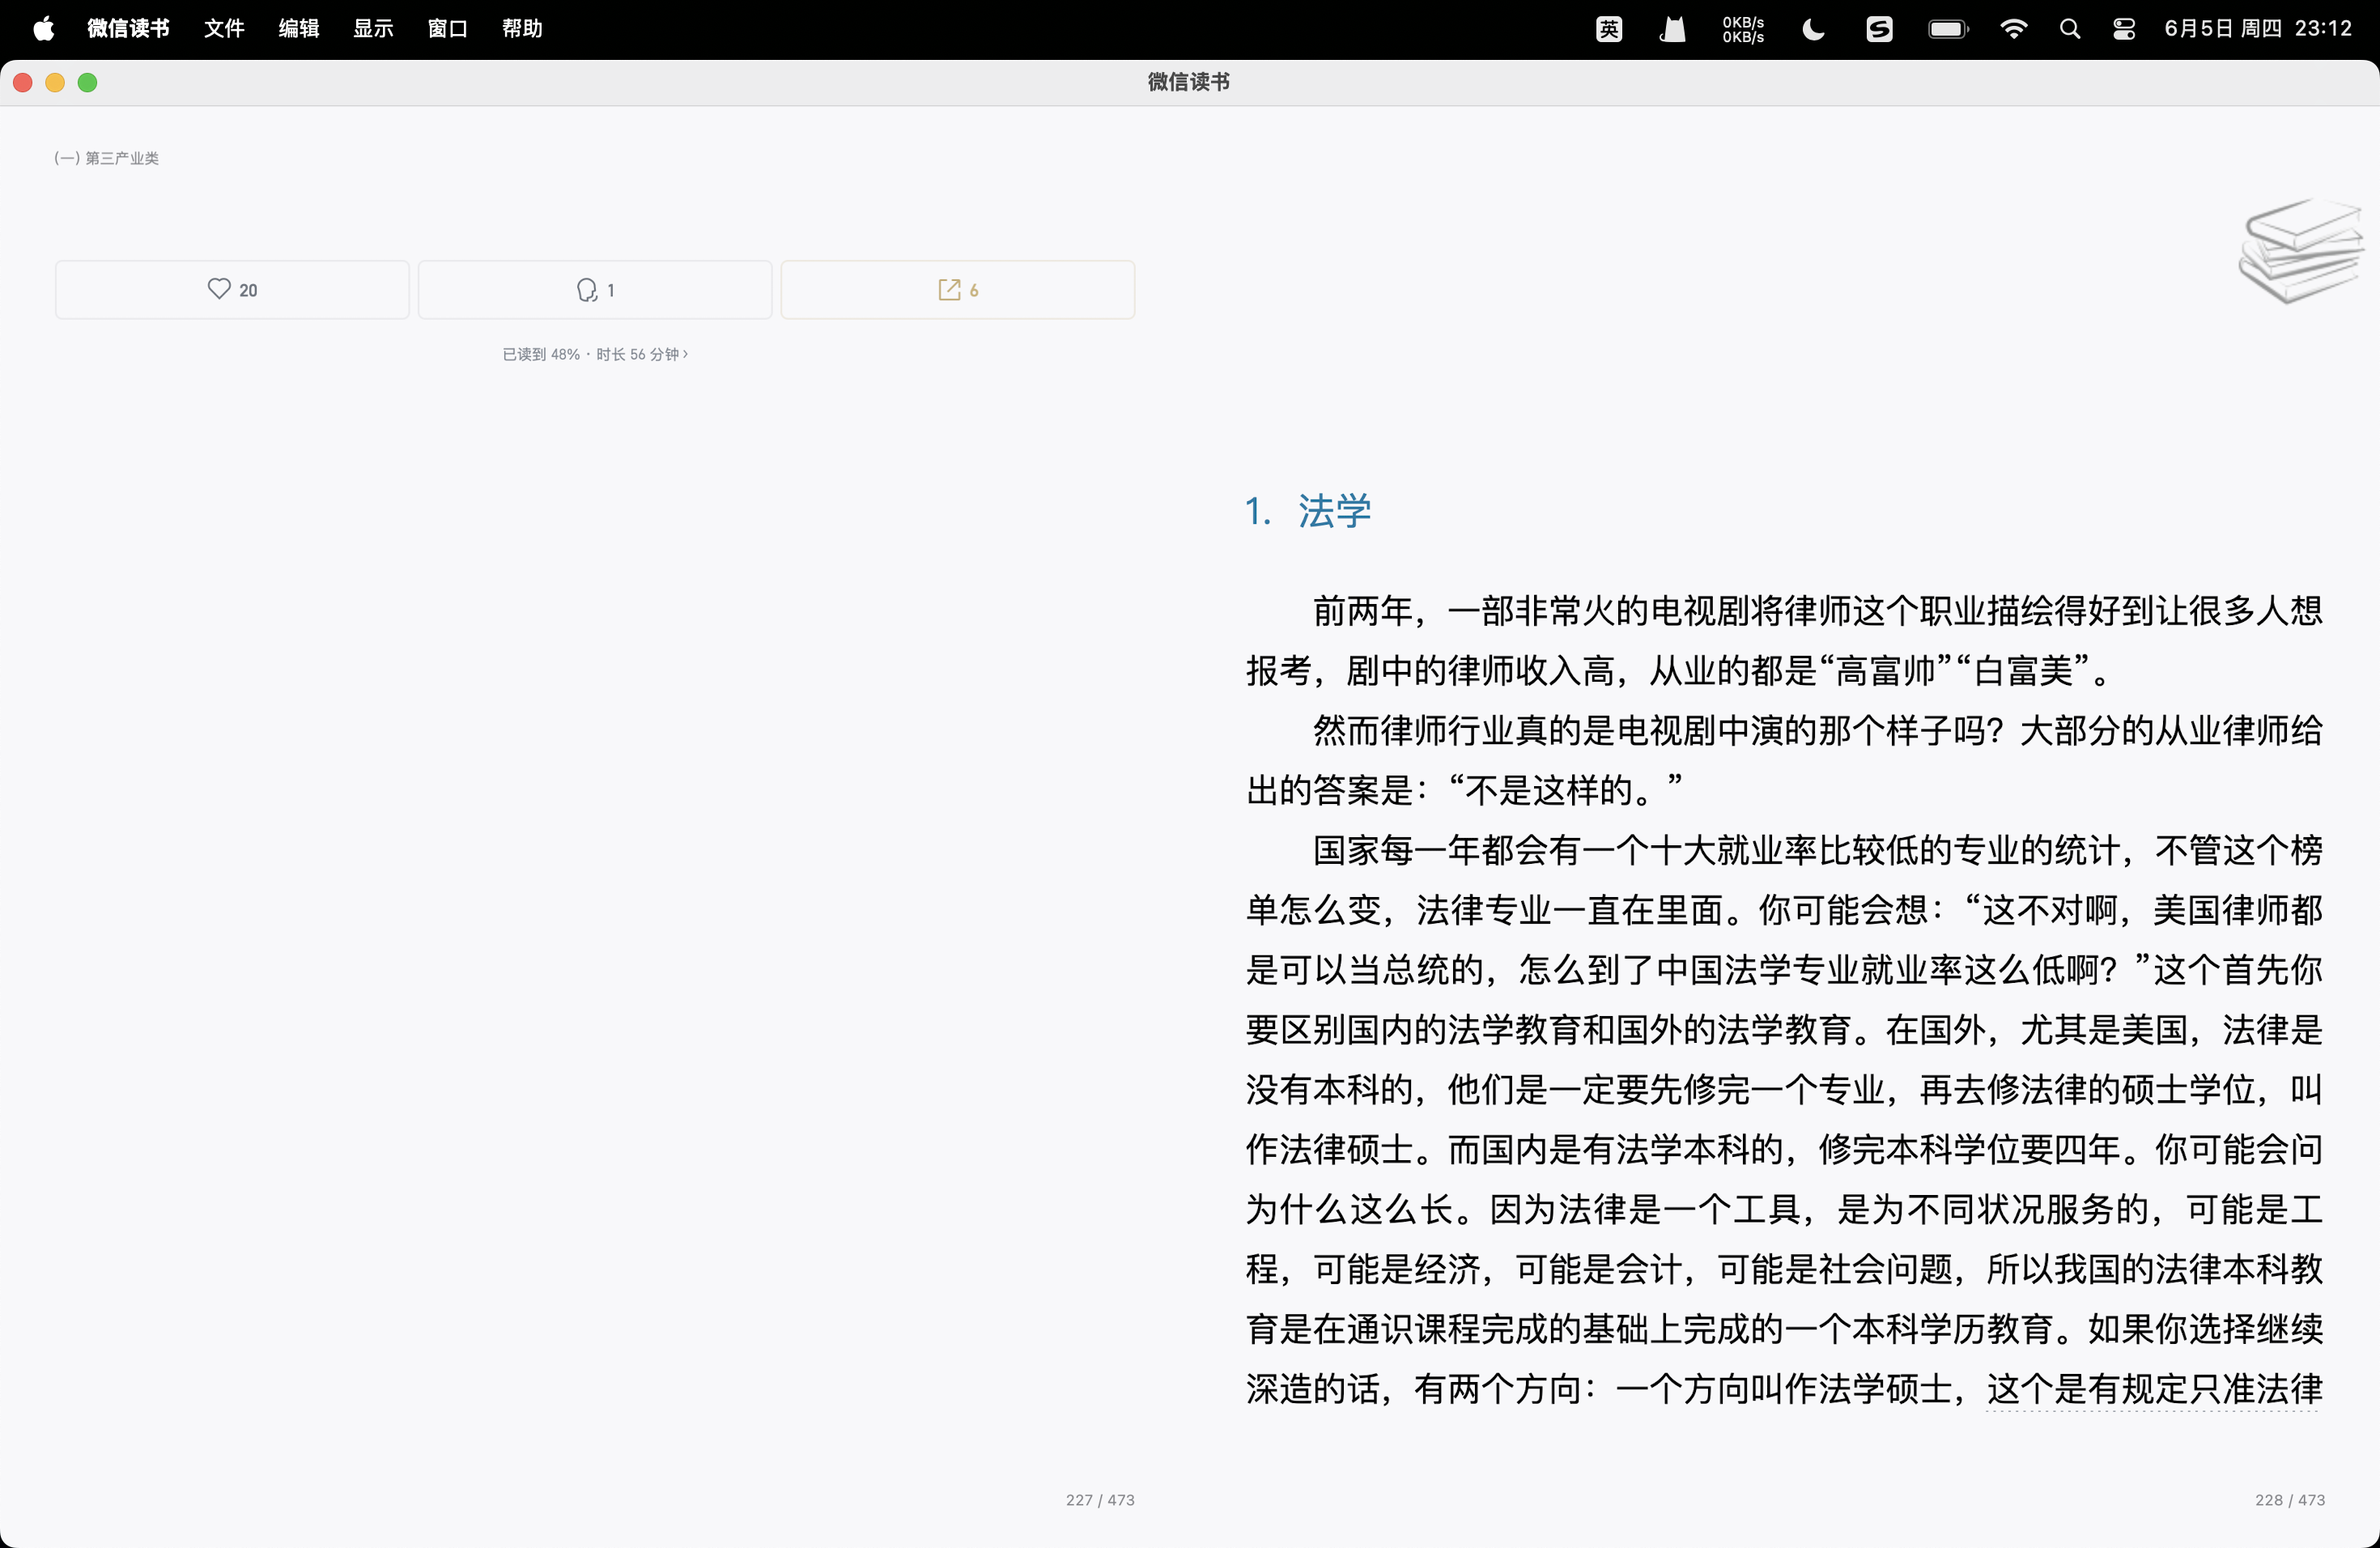 微信读书 文件 编辑 显示 窗口 帮助
英 0KB/s 6月5日 周四 23:12
0KB/s
微信读书
(一) 第三产业类
20 1 6
已读到 48% · 时长 56 分钟 ›
1. 法学
前两年，一部非常火的电视剧将律师这个职业描绘得好到让很多人想
报考，剧中的律师收入高，从业的都是“高富帅”“白富美”。
然而律师行业真的是电视剧中演的那个样子吗？大部分的从业律师给
出的答案是：“不是这样的。”
国家每一年都会有一个十大就业率比较低的专业的统计，不管这个榜
单怎么变，法律专业一直在里面。你可能会想：“这不对啊，美国律师都
是可以当总统的，怎么到了中国法学专业就业率这么低啊？”这个首先你
要区别国内的法学教育和国外的法学教育。在国外，尤其是美国，法律是
没有本科的，他们是一定要先修完一个专业，再去修法律的硕士学位，叫
作法律硕士。而国内是有法学本科的，修完本科学位要四年。你可能会问
为什么这么长。因为法律是一个工具，是为不同状况服务的，可能是工
程，可能是经济，可能是会计，可能是社会问题，所以我国的法律本科教
育是在通识课程完成的基础上完成的一个本科学历教育。如果你选择继续
深造的话，有两个方向：一个方向叫作法学硕士，这个是有规定只准法律
227 / 473
228 / 473